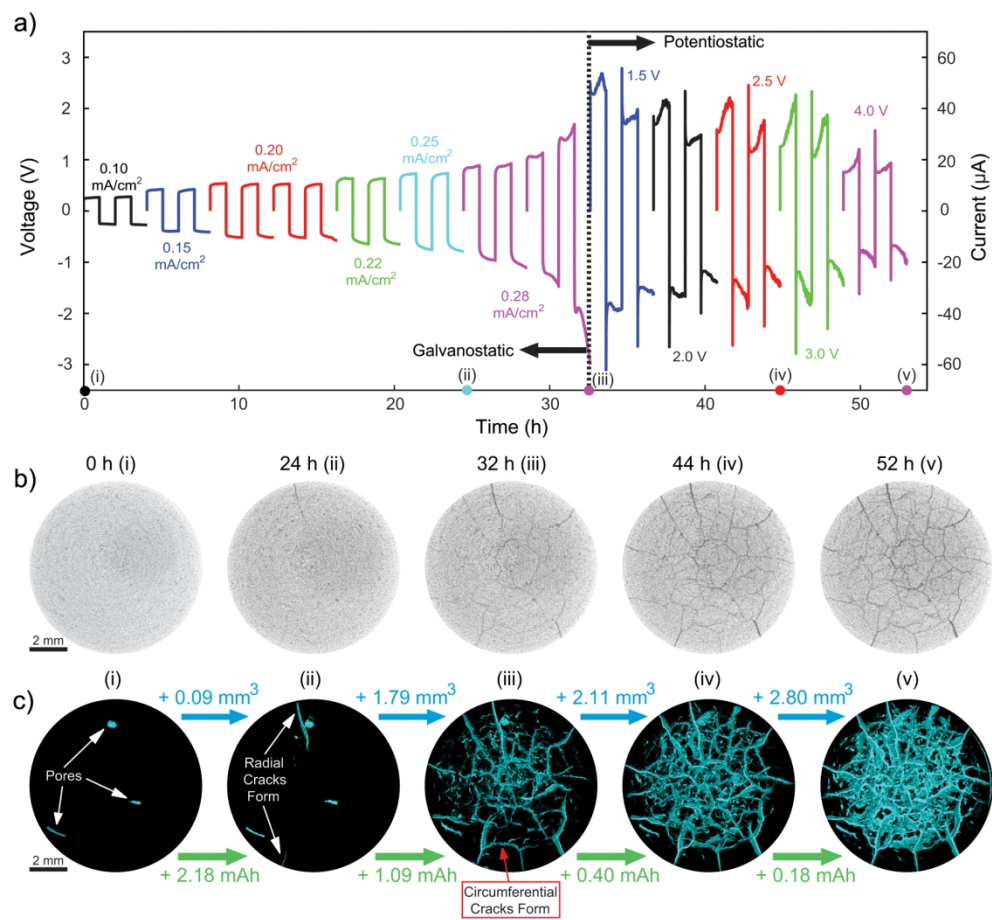 a)
Potentiostatic
3
2
1
0
-1
-2
-3
Voltage (V)
60
40
20
0
-20
-40
-60
Current (µA)
0.10
mA/cm²
0.15
mA/cm²
0.20
mA/cm²
0.22
mA/cm²
0.25
mA/cm²
0.28
mA/cm²
1.5 V
2.0 V
2.5 V
3.0 V
4.0 V
Galvanostatic
(i)
(ii)
(iii)
(iv)
(v)
0 10 20 30 40 50
Time (h)
b)
0 h (i) 24 h (ii) 32 h (iii) 44 h (iv) 52 h (v)
2 mm
c)
(i) (ii) (iii) (iv) (v)
+ 0.09 mm³ + 1.79 mm³ + 2.11 mm³ + 2.80 mm³
Pores
Radial
Cracks
Form
2 mm
+ 2.18 mAh + 1.09 mAh + 0.40 mAh + 0.18 mAh
Circumferential
Cracks Form